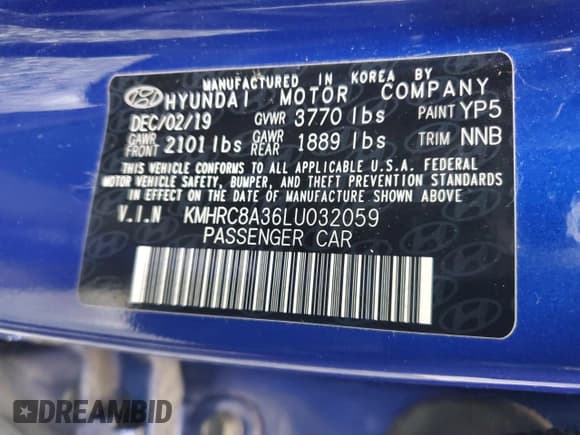 MANUFACTURED IN KOREA BY
HYUNDAI MOTOR COMPANY
DEC/02/19 GVWR 3770 lbs PAINT YP5
GAWR FRONT 2101 lbs GAWR REAR 1889 lbs TRIM NNB
THIS VEHICLE CONFORMS TO ALL APPLICABLE U.S.A. FEDERAL
MOTOR VEHICLE SAFETY, BUMPER, AND THEFT PREVENTION STANDARDS
IN EFFECT ON THE DATE OF MANUFACTURE SHOWN ABOVE.
V.I.N KMHRC8A36LU032059
PASSENGER CAR
DREAMBID